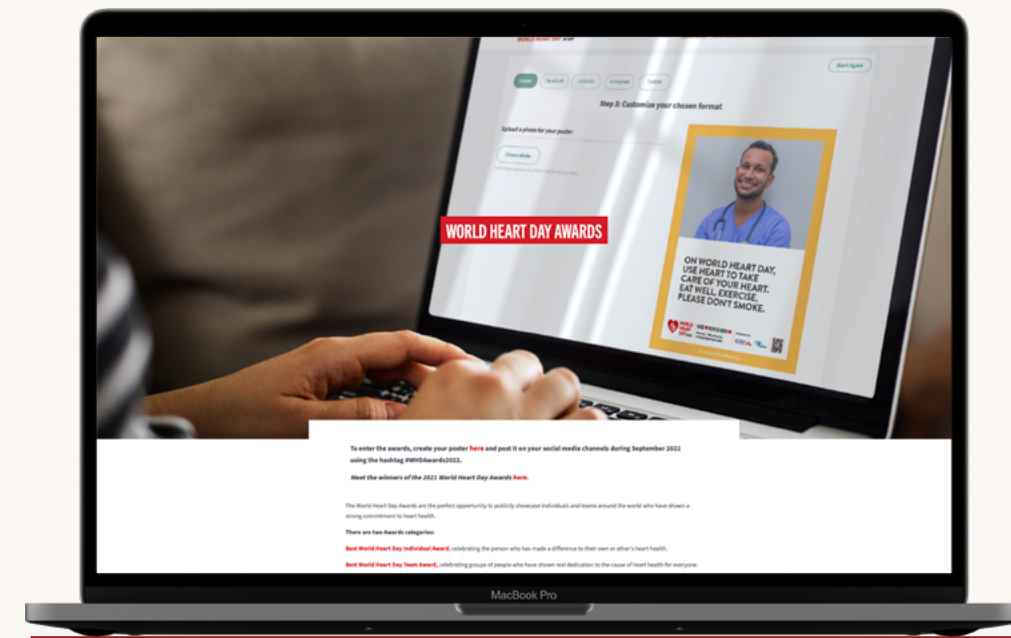 Start Again
Poster
Facebook
LinkedIn
Instagram
Twitter
Step 3: Customize your chosen format
Upload a photo for your poster
Choose photo
WORLD HEART DAY AWARDS
ON WORLD HEART DAY,
USE HEART TO TAKE
CARE OF YOUR HEART.
EAT WELL, EXERCISE,
PLEASE DON'T SMOKE.
WORLD
HEART
DAY
To enter the awards, create your poster here and post it on your social media channels during September 2022
using the hashtag #WHDAwards2022.
Meet the winners of the 2021 World Heart Day Awards here.
The World Heart Day Awards are the perfect opportunity to publicly showcase individuals and teams around the world who have shown a
strong commitment to heart health.
There are two Awards categories:
Best World Heart Day Individual Award, celebrating the person who has made a difference to their own or other's heart health.
Best World Heart Day Team Award, celebrating groups of people who have shown real dedication to the cause of heart health for everyone.
MacBook Pro